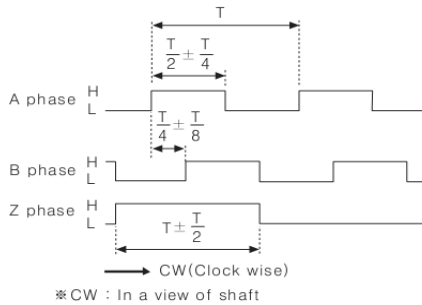 T
T/2 ± T/4
A phase H L
T/4 ± T/8
B phase H L
Z phase H L
T ± T/2
CW(Clock wise)
※CW : In a view of shaft